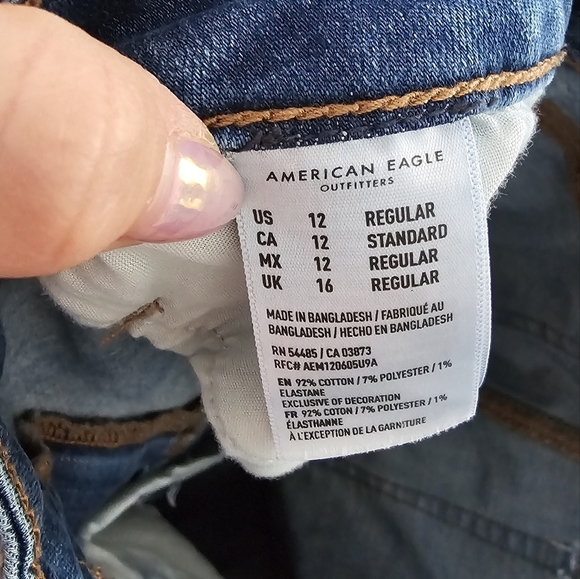 AMERICAN EAGLE
OUTFITTERS
US 12 REGULAR
CA 12 STANDARD
MX 12 REGULAR
UK 16 REGULAR
MADE IN BANGLADESH / FABRIQUÉ AU
BANGLADESH / HECHO EN BANGLADESH
RN 54485 / CA 03873
RFC# AEM120605U9A
EN 92% COTTON / 7% POLYESTER / 1%
ELASTANE
EXCLUSIVE OF DECORATION
FR 92% COTTON / 7% POLYESTER / 1%
ÉLASTHANNE
À L'EXCEPTION DE LA GARNITURE